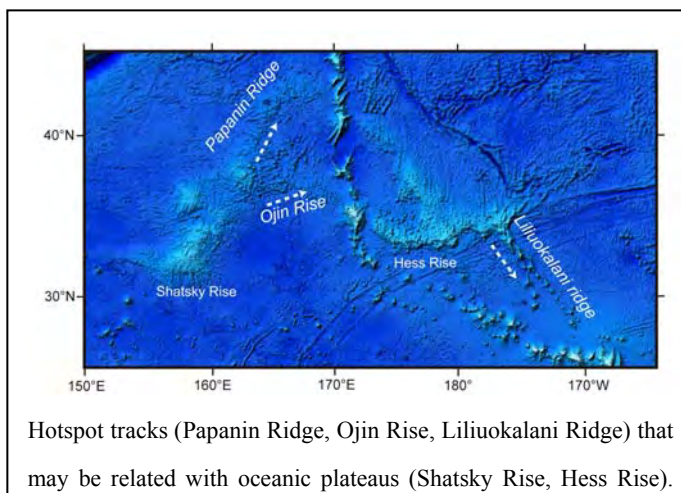 Papanin Ridge
40°N
Ojin Rise
Liliuokalani ridge
Hess Rise
Shatsky Rise
30°N
150°E 160°E 170°E 180° 170°W
Hotspot tracks (Papanin Ridge, Ojin Rise, Liliuokalani Ridge) that
may be related with oceanic plateaus (Shatsky Rise, Hess Rise).